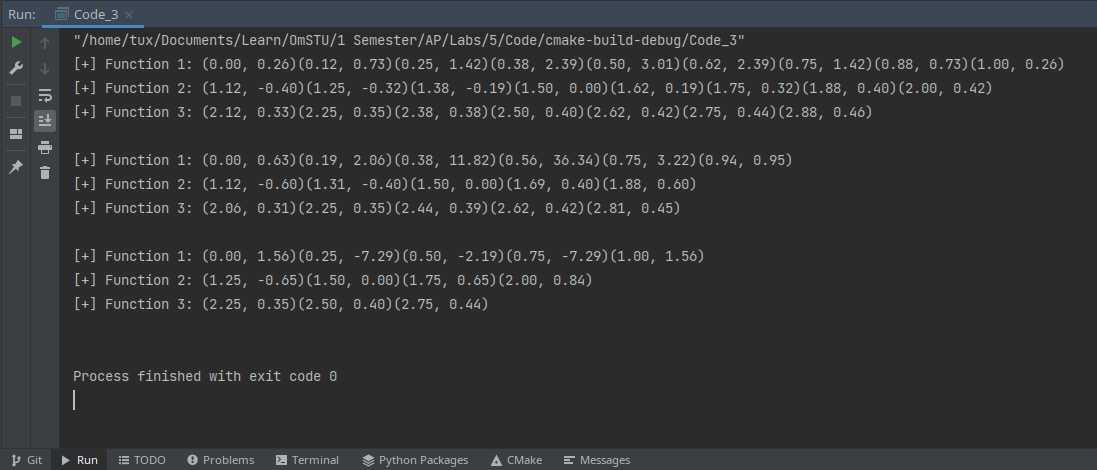 Run: Code_3
"/home/tux/Documents/Learn/OmSTU/1 Semester/AP/Labs/5/Code/cmake-build-debug/Code_3"
[+] Function 1: (0.00, 0.26)(0.12, 0.73)(0.25, 1.42)(0.38, 2.39)(0.50, 3.01)(0.62, 2.39)(0.75, 1.42)(0.88, 0.73)(1.00, 0.26)
[+] Function 2: (1.12, -0.40)(1.25, -0.32)(1.38, -0.19)(1.50, 0.00)(1.62, 0.19)(1.75, 0.32)(1.88, 0.40)(2.00, 0.42)
[+] Function 3: (2.12, 0.33)(2.25, 0.35)(2.38, 0.38)(2.50, 0.40)(2.62, 0.42)(2.75, 0.44)(2.88, 0.46)
[+] Function 1: (0.00, 0.63)(0.19, 2.06)(0.38, 11.82)(0.56, 36.34)(0.75, 3.22)(0.94, 0.95)
[+] Function 2: (1.12, -0.60)(1.31, -0.40)(1.50, 0.00)(1.69, 0.40)(1.88, 0.60)
[+] Function 3: (2.06, 0.31)(2.25, 0.35)(2.44, 0.39)(2.62, 0.42)(2.81, 0.45)
[+] Function 1: (0.00, 1.56)(0.25, -7.29)(0.50, -2.19)(0.75, -7.29)(1.00, 1.56)
[+] Function 2: (1.25, -0.65)(1.50, 0.00)(1.75, 0.65)(2.00, 0.84)
[+] Function 3: (2.25, 0.35)(2.50, 0.40)(2.75, 0.44)
Process finished with exit code 0
Git Run TODO Problems Terminal Python Packages CMake Messages